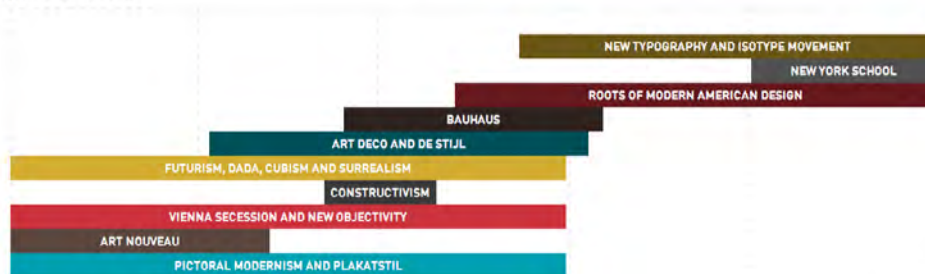 NEW TYPOGRAPHY AND ISOTYPE MOVEMENT
NEW YORK SCHOOL
ROOTS OF MODERN AMERICAN DESIGN
BAUHAUS
ART DECO AND DE STIJL
FUTURISM, DADA, CUBISM AND SURREALISM
CONSTRUCTIVISM
VIENNA SECESSION AND NEW OBJECTIVITY
ART NOUVEAU
PICTORAL MODERNISM AND PLAKATSTIL